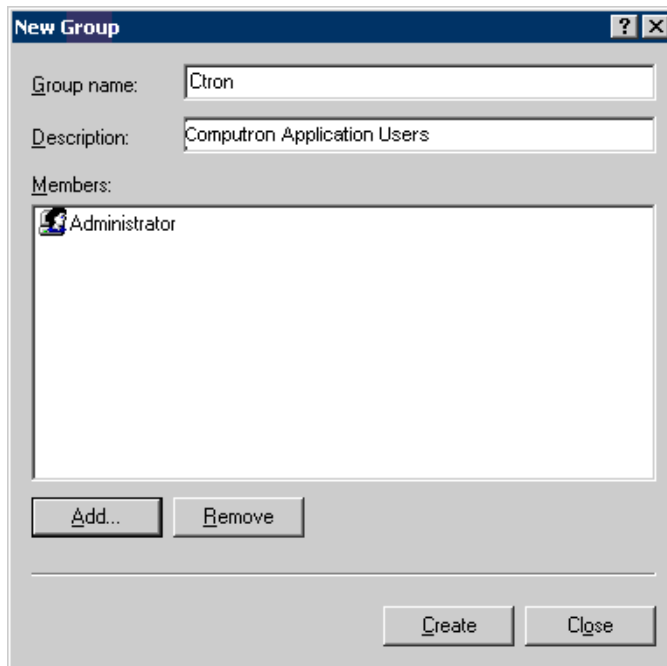 New Group
Group name: Ctron
Description: Computron Application Users
Members:
Administrator
Add... Remove
Create Close